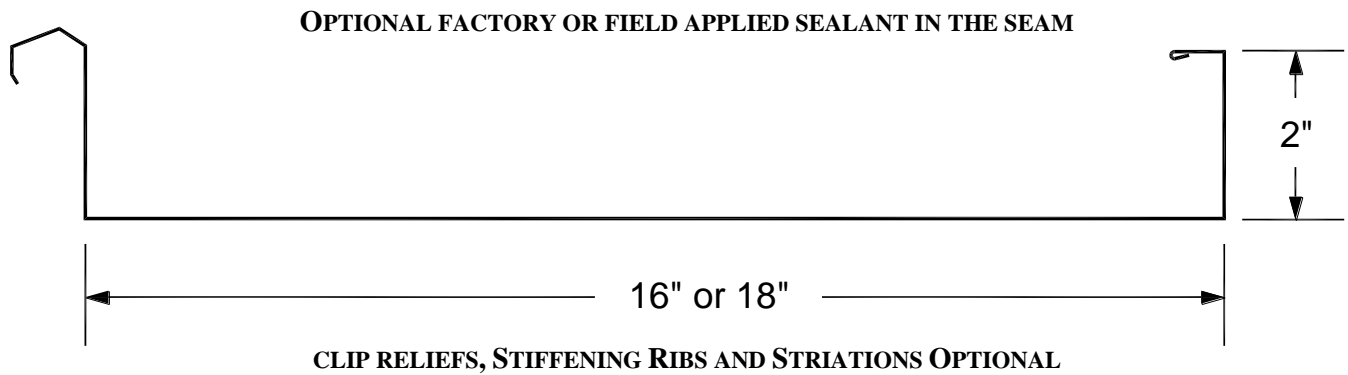 OPTIONAL FACTORY OR FIELD APPLIED SEALANT IN THE SEAM
2"
16" or 18"
CLIP RELIEFS, STIFFENING RIBS AND STRIATIONS OPTIONAL